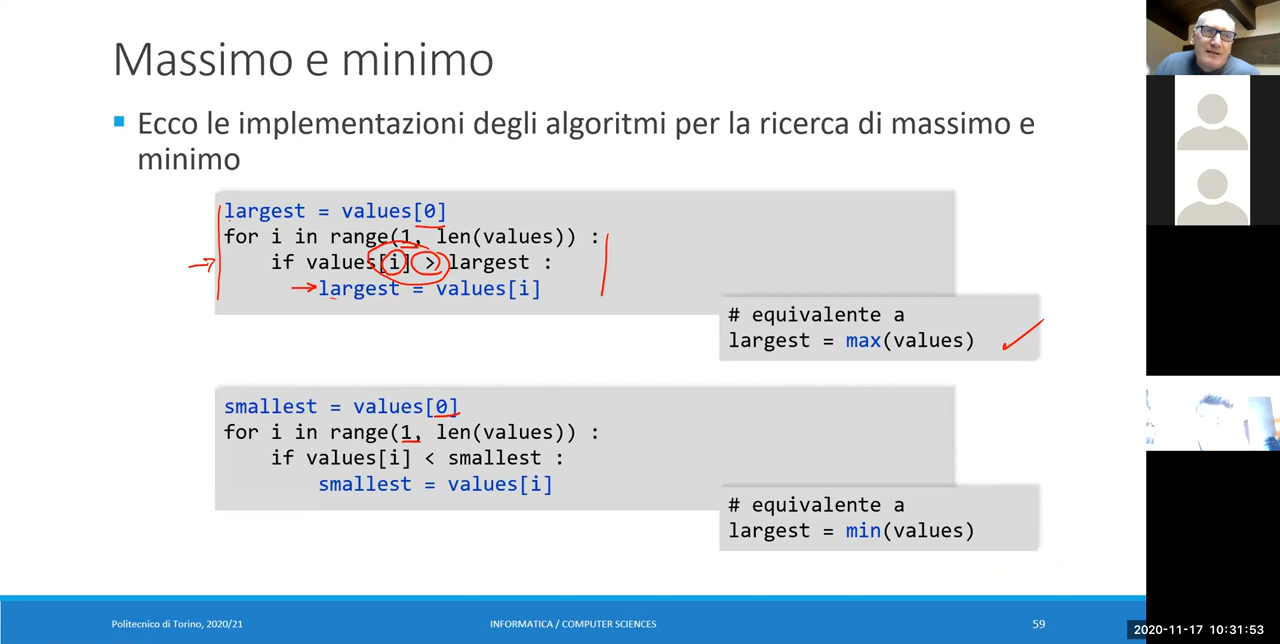 Massimo e minimo
Ecco le implementazioni degli algoritmi per la ricerca di massimo e
minimo
largest = values[0]
for i in range(1, len(values)) :
if values[i] > largest :
largest = values[i]
# equivalente a
largest = max(values)
smallest = values[0]
for i in range(1, len(values)) :
if values[i] < smallest :
smallest = values[i]
# equivalente a
largest = min(values)
Politecnico di Torino, 2020/21
INFORMATICA / COMPUTER SCIENCES
59
2020-11-17 10:31:53